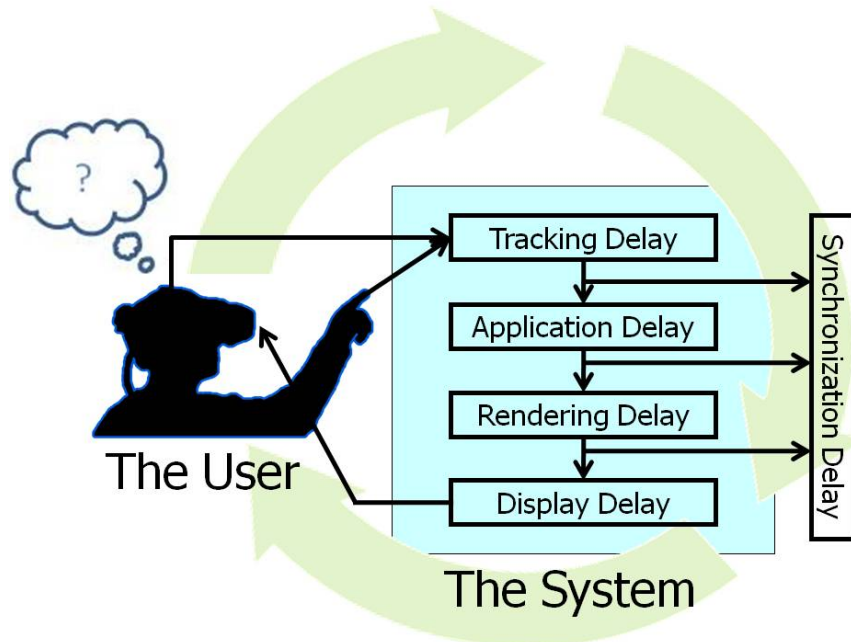 ?
Tracking Delay
Application Delay
Rendering Delay
Display Delay
Synchronization Delay
The User
The System